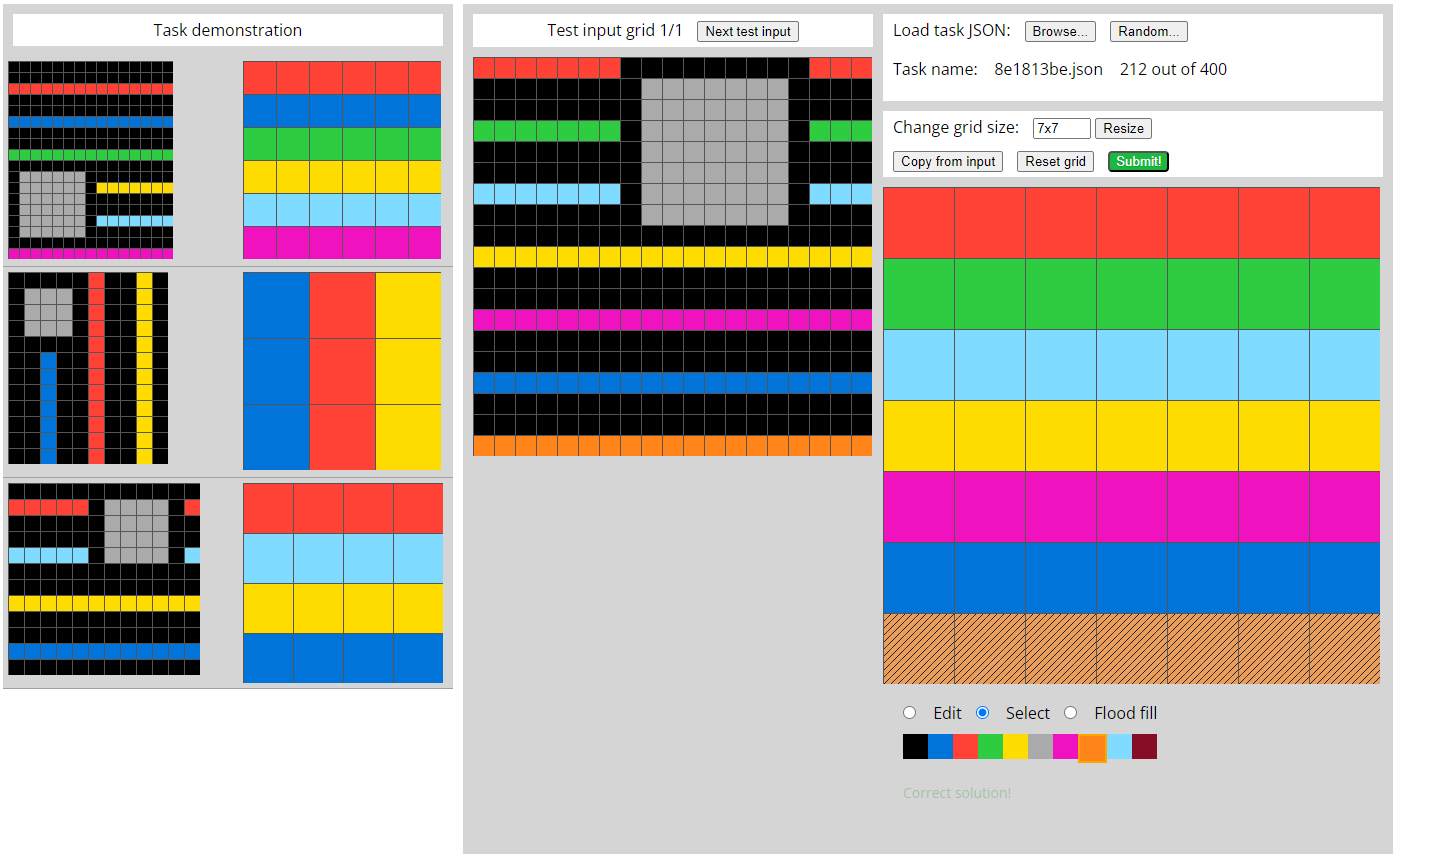 Task demonstration
Test input grid 1/1 Next test input
Load task JSON: Browse... Random...
Task name: 8e1813be.json 212 out of 400
Change grid size: 7x7 Resize
Copy from input Reset grid Submit!
Edit Select Flood fill
Correct solution!